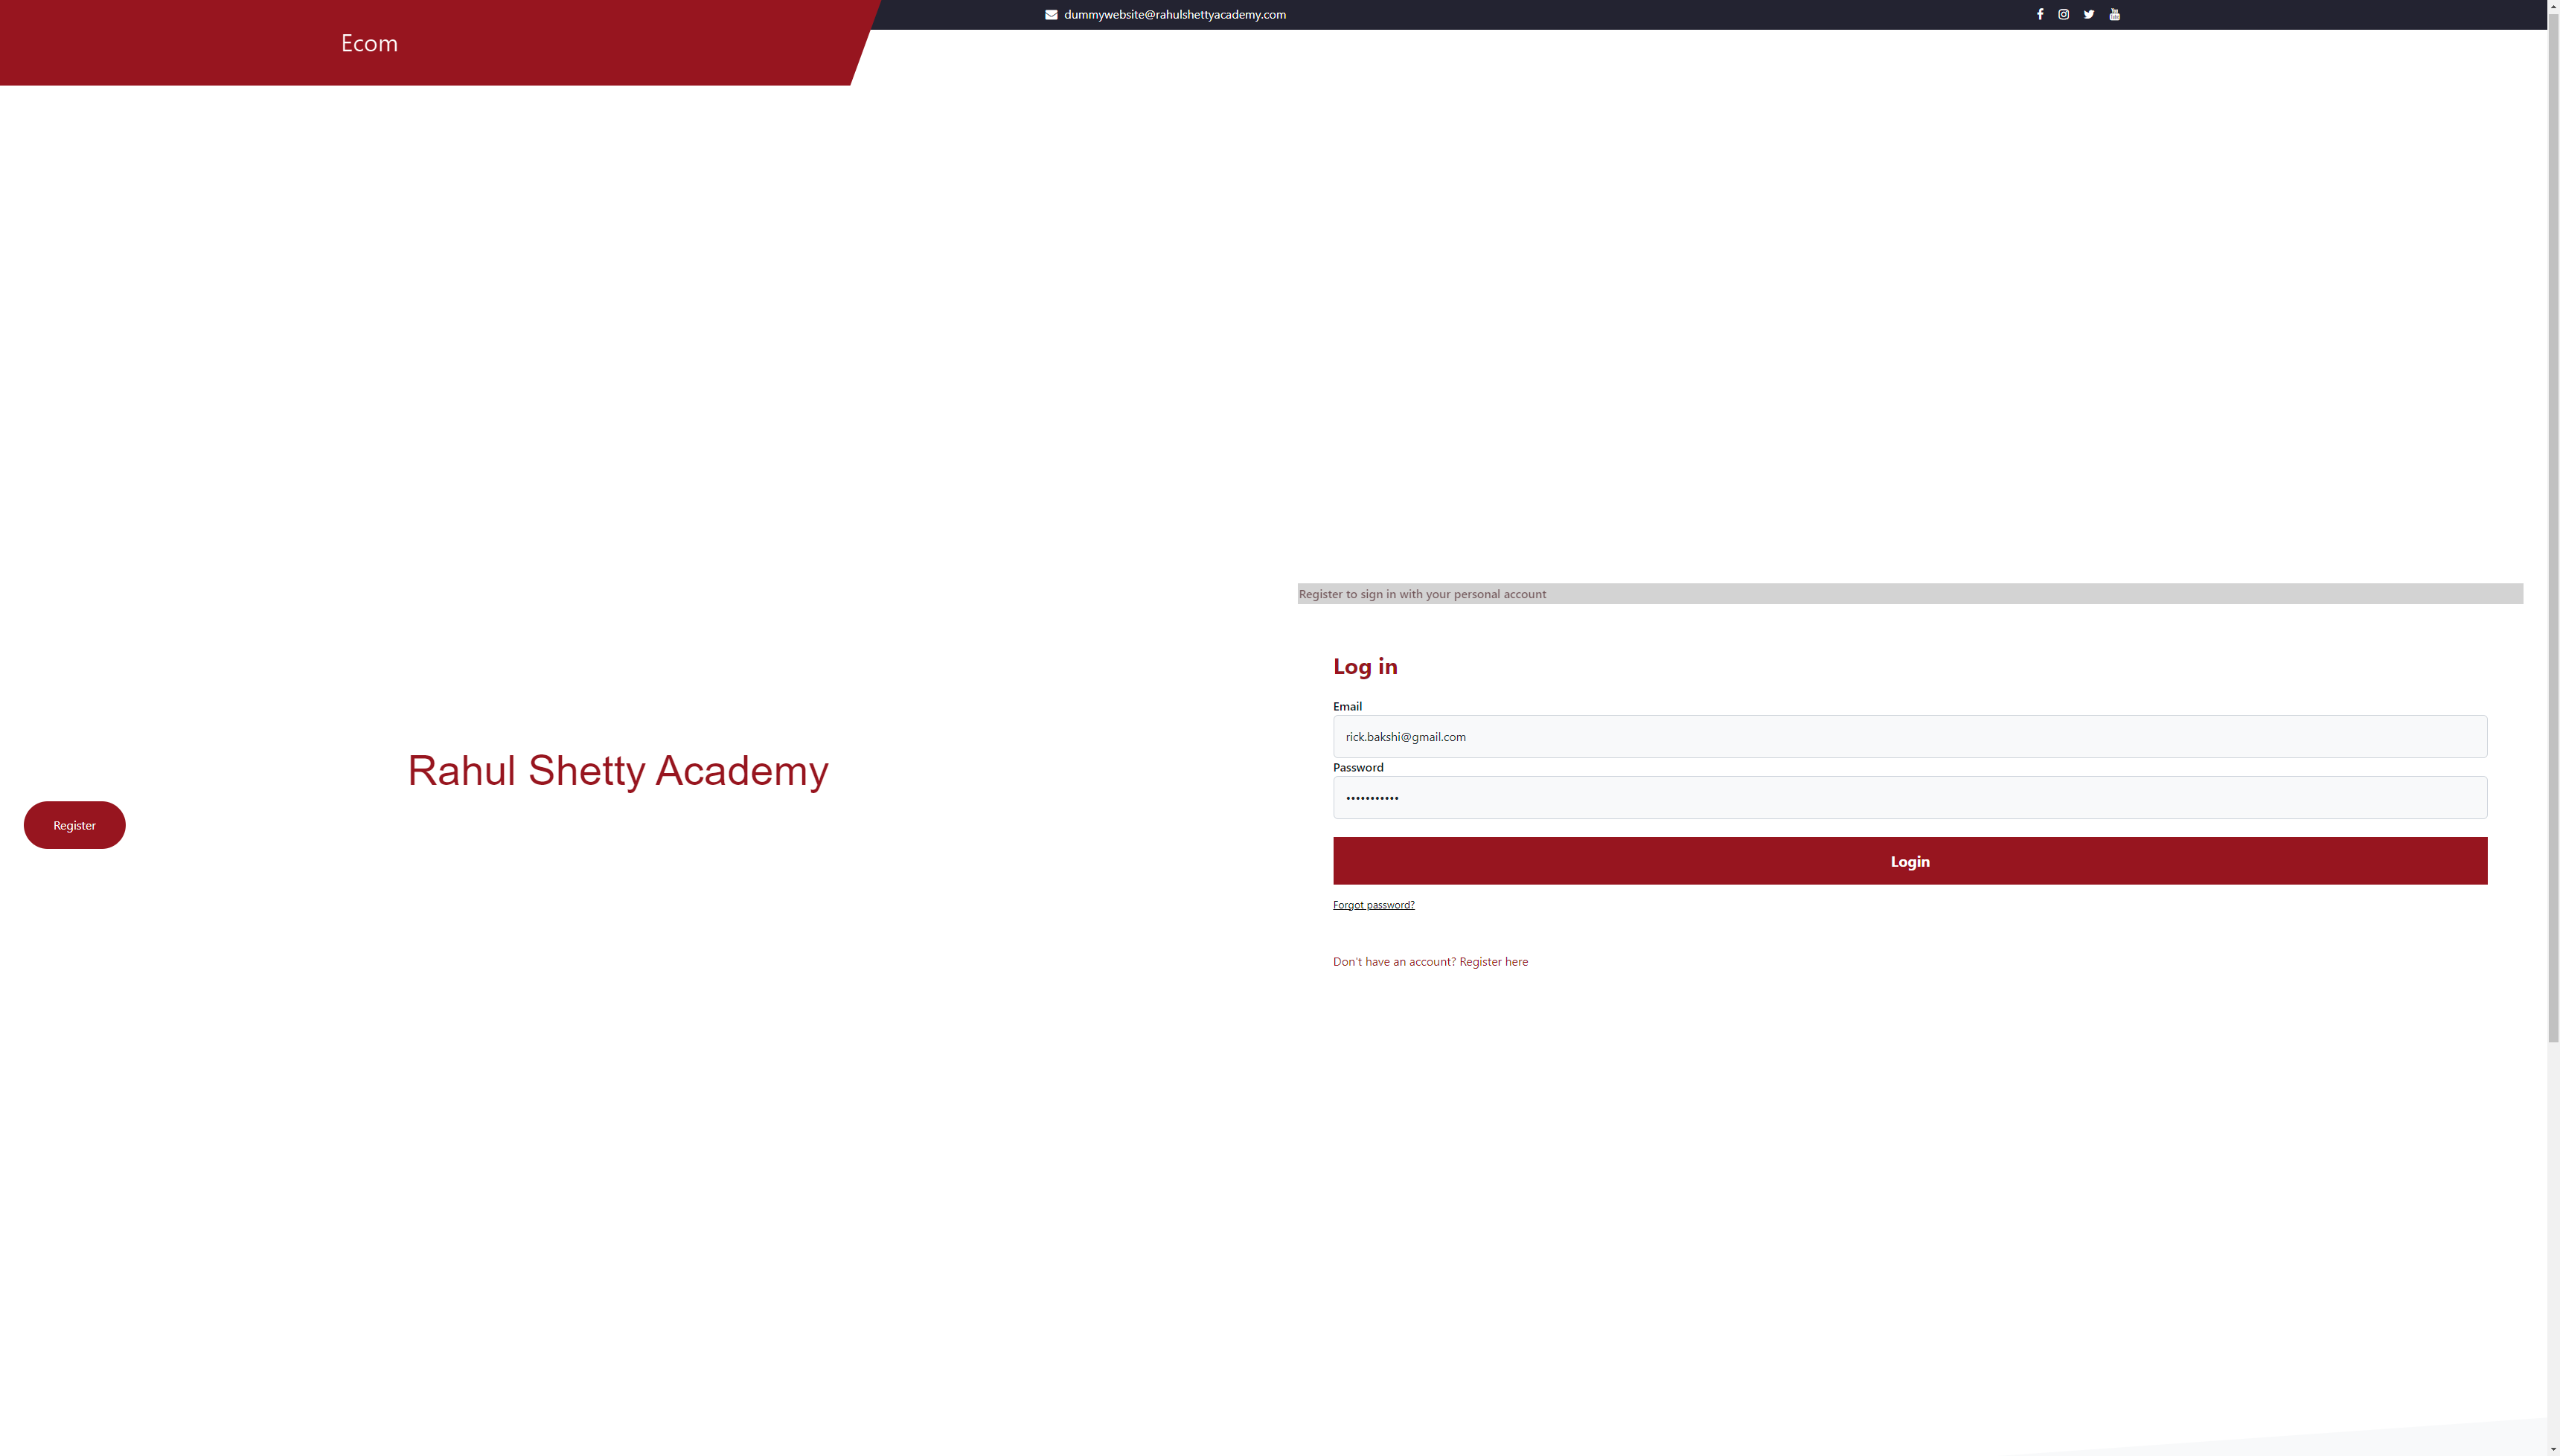 Ecom
dummywebsite@rahulshettyacademy.com
Register to sign in with your personal account
Log in
Email
rick.bakshi@gmail.com
Password
•••••••••••
Rahul Shetty Academy
Register
Login
Forgot password?
Don't have an account? Register here